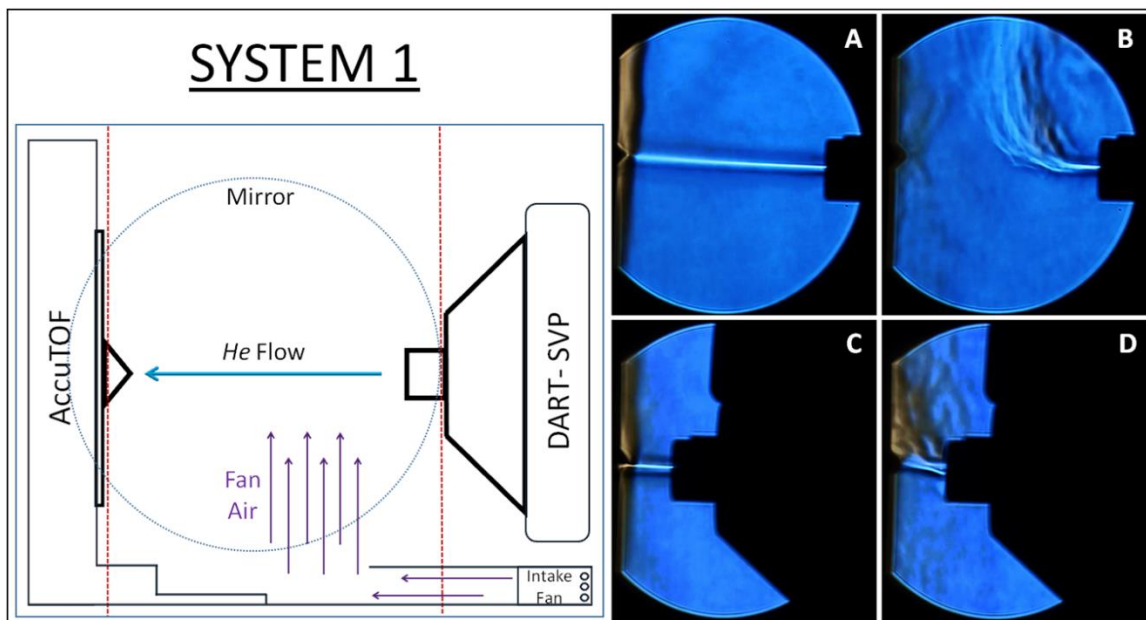 SYSTEM 1
Mirror
AccuTOF
He Flow
DART- SVP
Fan
Air
Intake
Fan
A
B
C
D